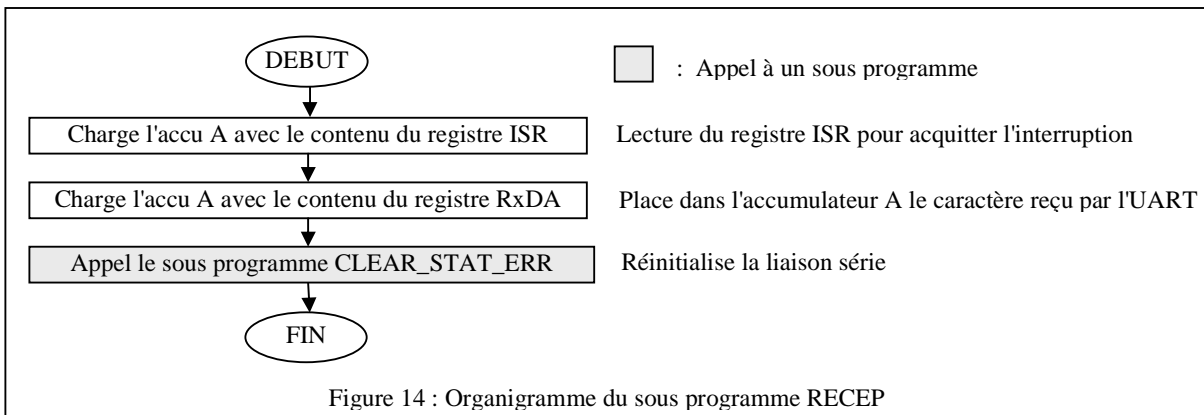 DEBUT
: Appel à un sous programme
Charge l'accu A avec le contenu du registre ISR
Lecture du registre ISR pour acquitter l'interruption
Charge l'accu A avec le contenu du registre RxDA
Place dans l'accumulateur A le caractère reçu par l'UART
Appel le sous programme CLEAR_STAT_ERR
Réinitialise la liaison série
FIN
Figure 14 : Organigramme du sous programme RECEP